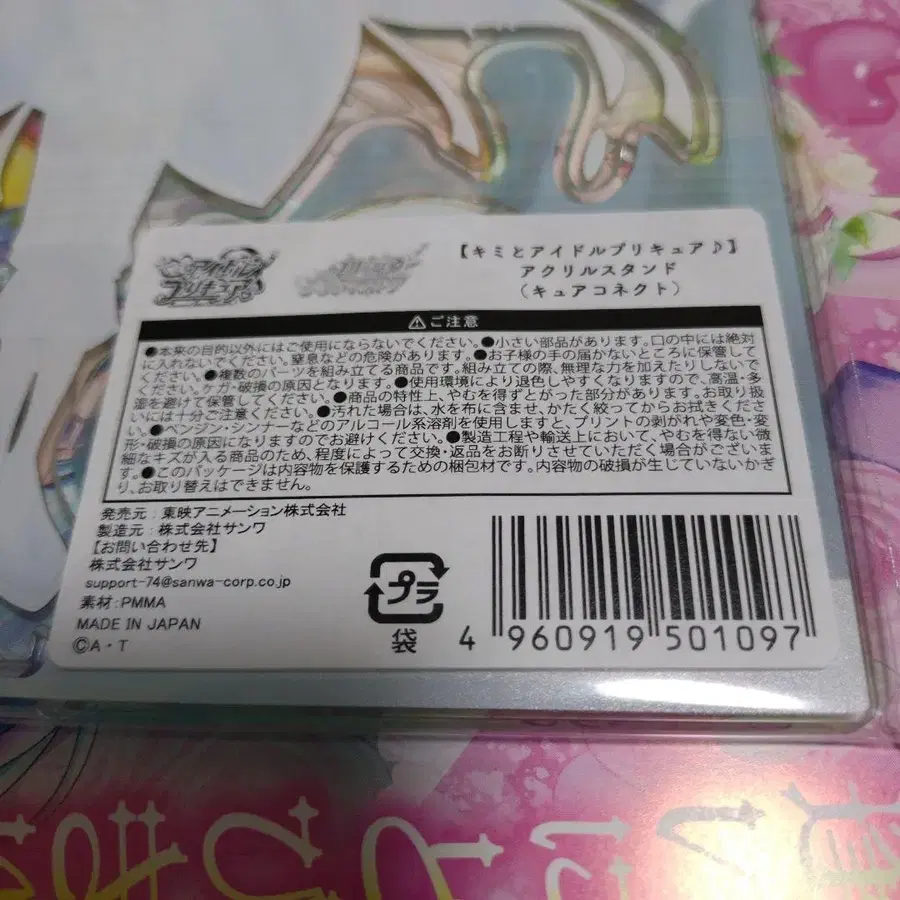 アイドル
プリキュア
【キミとアイドルプリキュア♪】
アクリルスタンド
（キュアコネクト）
⚠ご注意
●本来の目的以外にはご使用にならないでください。●小さい部品があります。口の中には絶対
に入れないでください。窒息などの危険があります。●お子様の手の届かないところに保管して
ください。●複数のパーツを組み立てる商品です。組み立ての際、無理な力を加えたりしないで
ください。ケガ・破損の原因となります。●使用環境により退色しやすくなりますので、高温・多
湿を避けて保管してください。●商品の特性上、やむを得ずとがった部分があります。お取り扱
いには十分ご注意ください。●汚れた場合は、水を布に含ませ、かたく絞ってからお拭きくださ
い。●ベンジン・シンナーなどのアルコール系溶剤を使用しますと、プリントの剥がれや変色・変
形・破損の原因になりますのでお避けください。●製造工程や輸送上において、やむを得ない微
細なキズが入る商品のため、程度によって交換・返品をお断りさせていただく場合がございま
す。●このパッケージは内容物を保護するための梱包材です。内容物の破損が生じていないかぎ
り、お取り替えはできません。
発売元：東映アニメーション株式会社
製造元：株式会社サンワ
【お問い合わせ先】
株式会社サンワ
support-74@sanwa-corp.co.jp
素材：PMMA
MADE IN JAPAN
©A・T
プラ
袋
4 960919 501097